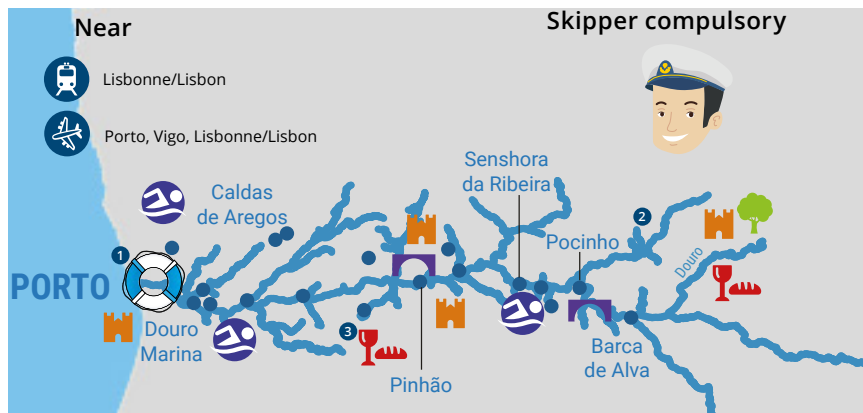 Near
Skipper compulsory
Lisbonne/Lisbon
Porto, Vigo, Lisbonne/Lisbon
Senshora
da Ribeira
Caldas
de Aregos
2
Pocinho
1
Douro
PORTO
Douro
Marina
3
Pinhão
Barca
de Alva